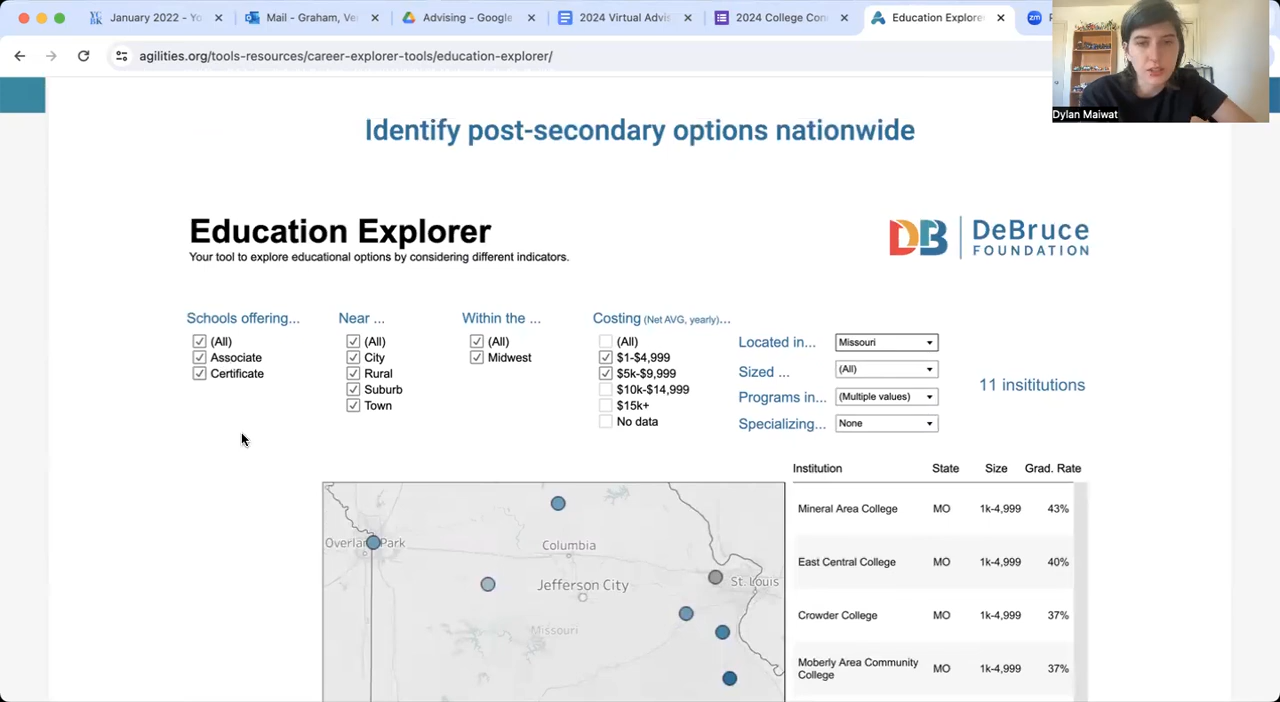 January 2022 - Yo
Mail - Graham, Ve
Advising - Google
2024 Virtual Advis
2024 College Con
Education Explorer
zm
agilities.org/tools-resources/career-explorer-tools/education-explorer/
Dylan Maiwat
Identify post-secondary options nationwide
Education Explorer
Your tool to explore educational options by considering different indicators.
DB DeBruce
FOUNDATION
Schools offering...
(All)
Associate
Certificate
Near ...
(All)
City
Rural
Suburb
Town
Within the ...
(All)
Midwest
Costing (Net AVG, yearly)...
(All)
$1-$4,999
$5k-$9,999
$10k-$14,999
$15k+
No data
Located in... Missouri
Sized ... (All)
Programs in... (Multiple values)
Specializing... None
11 insititutions
Institution State Size Grad. Rate
Mineral Area College MO 1k-4,999 43%
East Central College MO 1k-4,999 40%
Crowder College MO 1k-4,999 37%
Moberly Area Community
College MO 1k-4,999 37%
Overland Park
Columbia
Jefferson City
St. Louis
Missouri